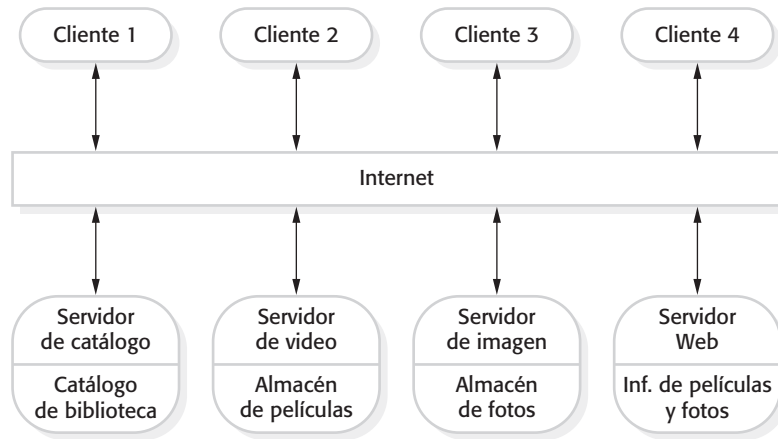 Cliente 1
Cliente 2
Cliente 3
Cliente 4
Internet
Servidor
de catálogo
Catálogo
de biblioteca
Servidor
de video
Almacén
de películas
Servidor
de imagen
Almacén
de fotos
Servidor
Web
Inf. de películas
y fotos